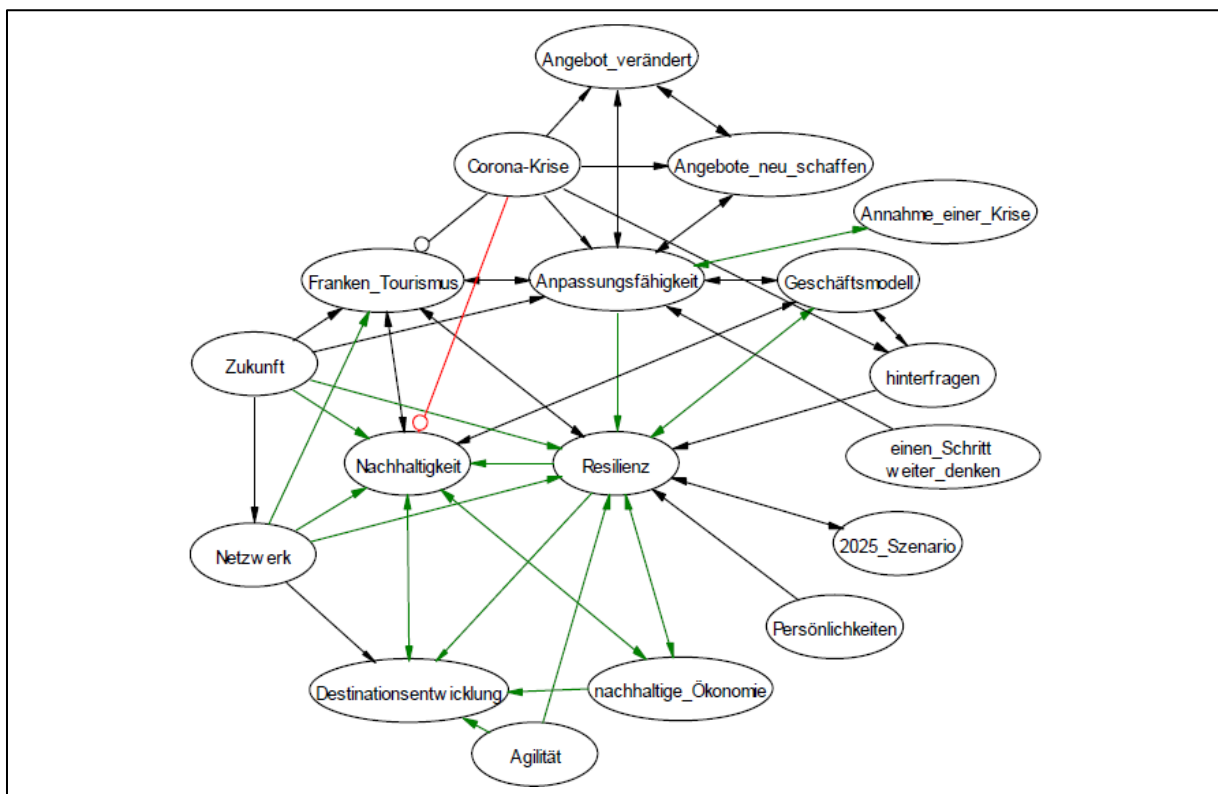 Angebot_verändert
Corona-Krise
Angebote_neu_schaffen
Annahme_einer_Krise
Franken_Tourismus
Anpassungsfähigkeit
Geschäftsmodell
Zukunft
hinterfragen
einen_Schritt
weiter_denken
Nachhaltigkeit
Resilienz
2025_Szenario
Netzwerk
Persönlichkeiten
Destinationsentwicklung
nachhaltige_Ökonomie
Agilität